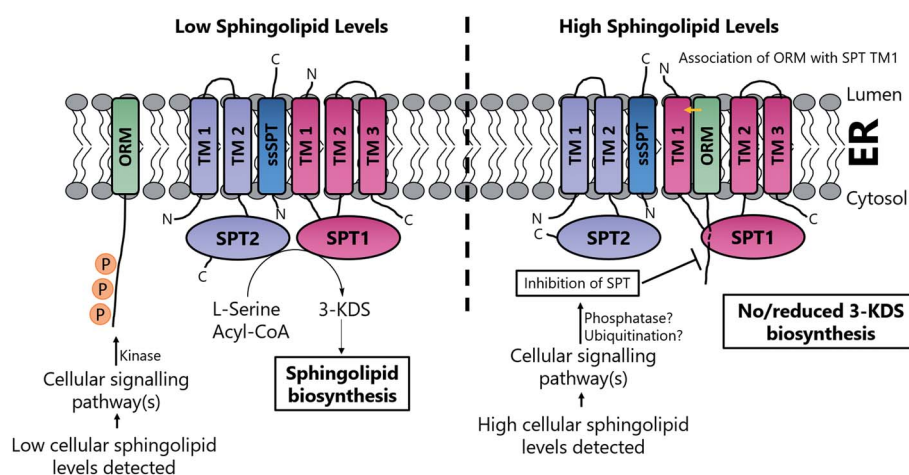 Low Sphingolipid Levels
High Sphingolipid Levels
Association of ORM with SPT TM1
C
N
C
N
Lumen
ORM
TM 1
TM 2
ssSPT
TM 1
TM 2
TM 3
TM 1
TM 2
ssSPT
TM 1
ORM
TM 2
TM 3
ER
Cytosol
N
N
C
N
N
C
SPT2
SPT1
C
SPT2
SPT1
C
P
P
P
Inhibition of SPT
L-Serine
Acyl-CoA
3-KDS
Phosphatase?
Ubiquitination?
No/reduced 3-KDS
biosynthesis
Kinase
Cellular signalling
pathway(s)
Sphingolipid
biosynthesis
Cellular signalling
pathway(s)
Low cellular sphingolipid
levels detected
High cellular sphingolipid
levels detected